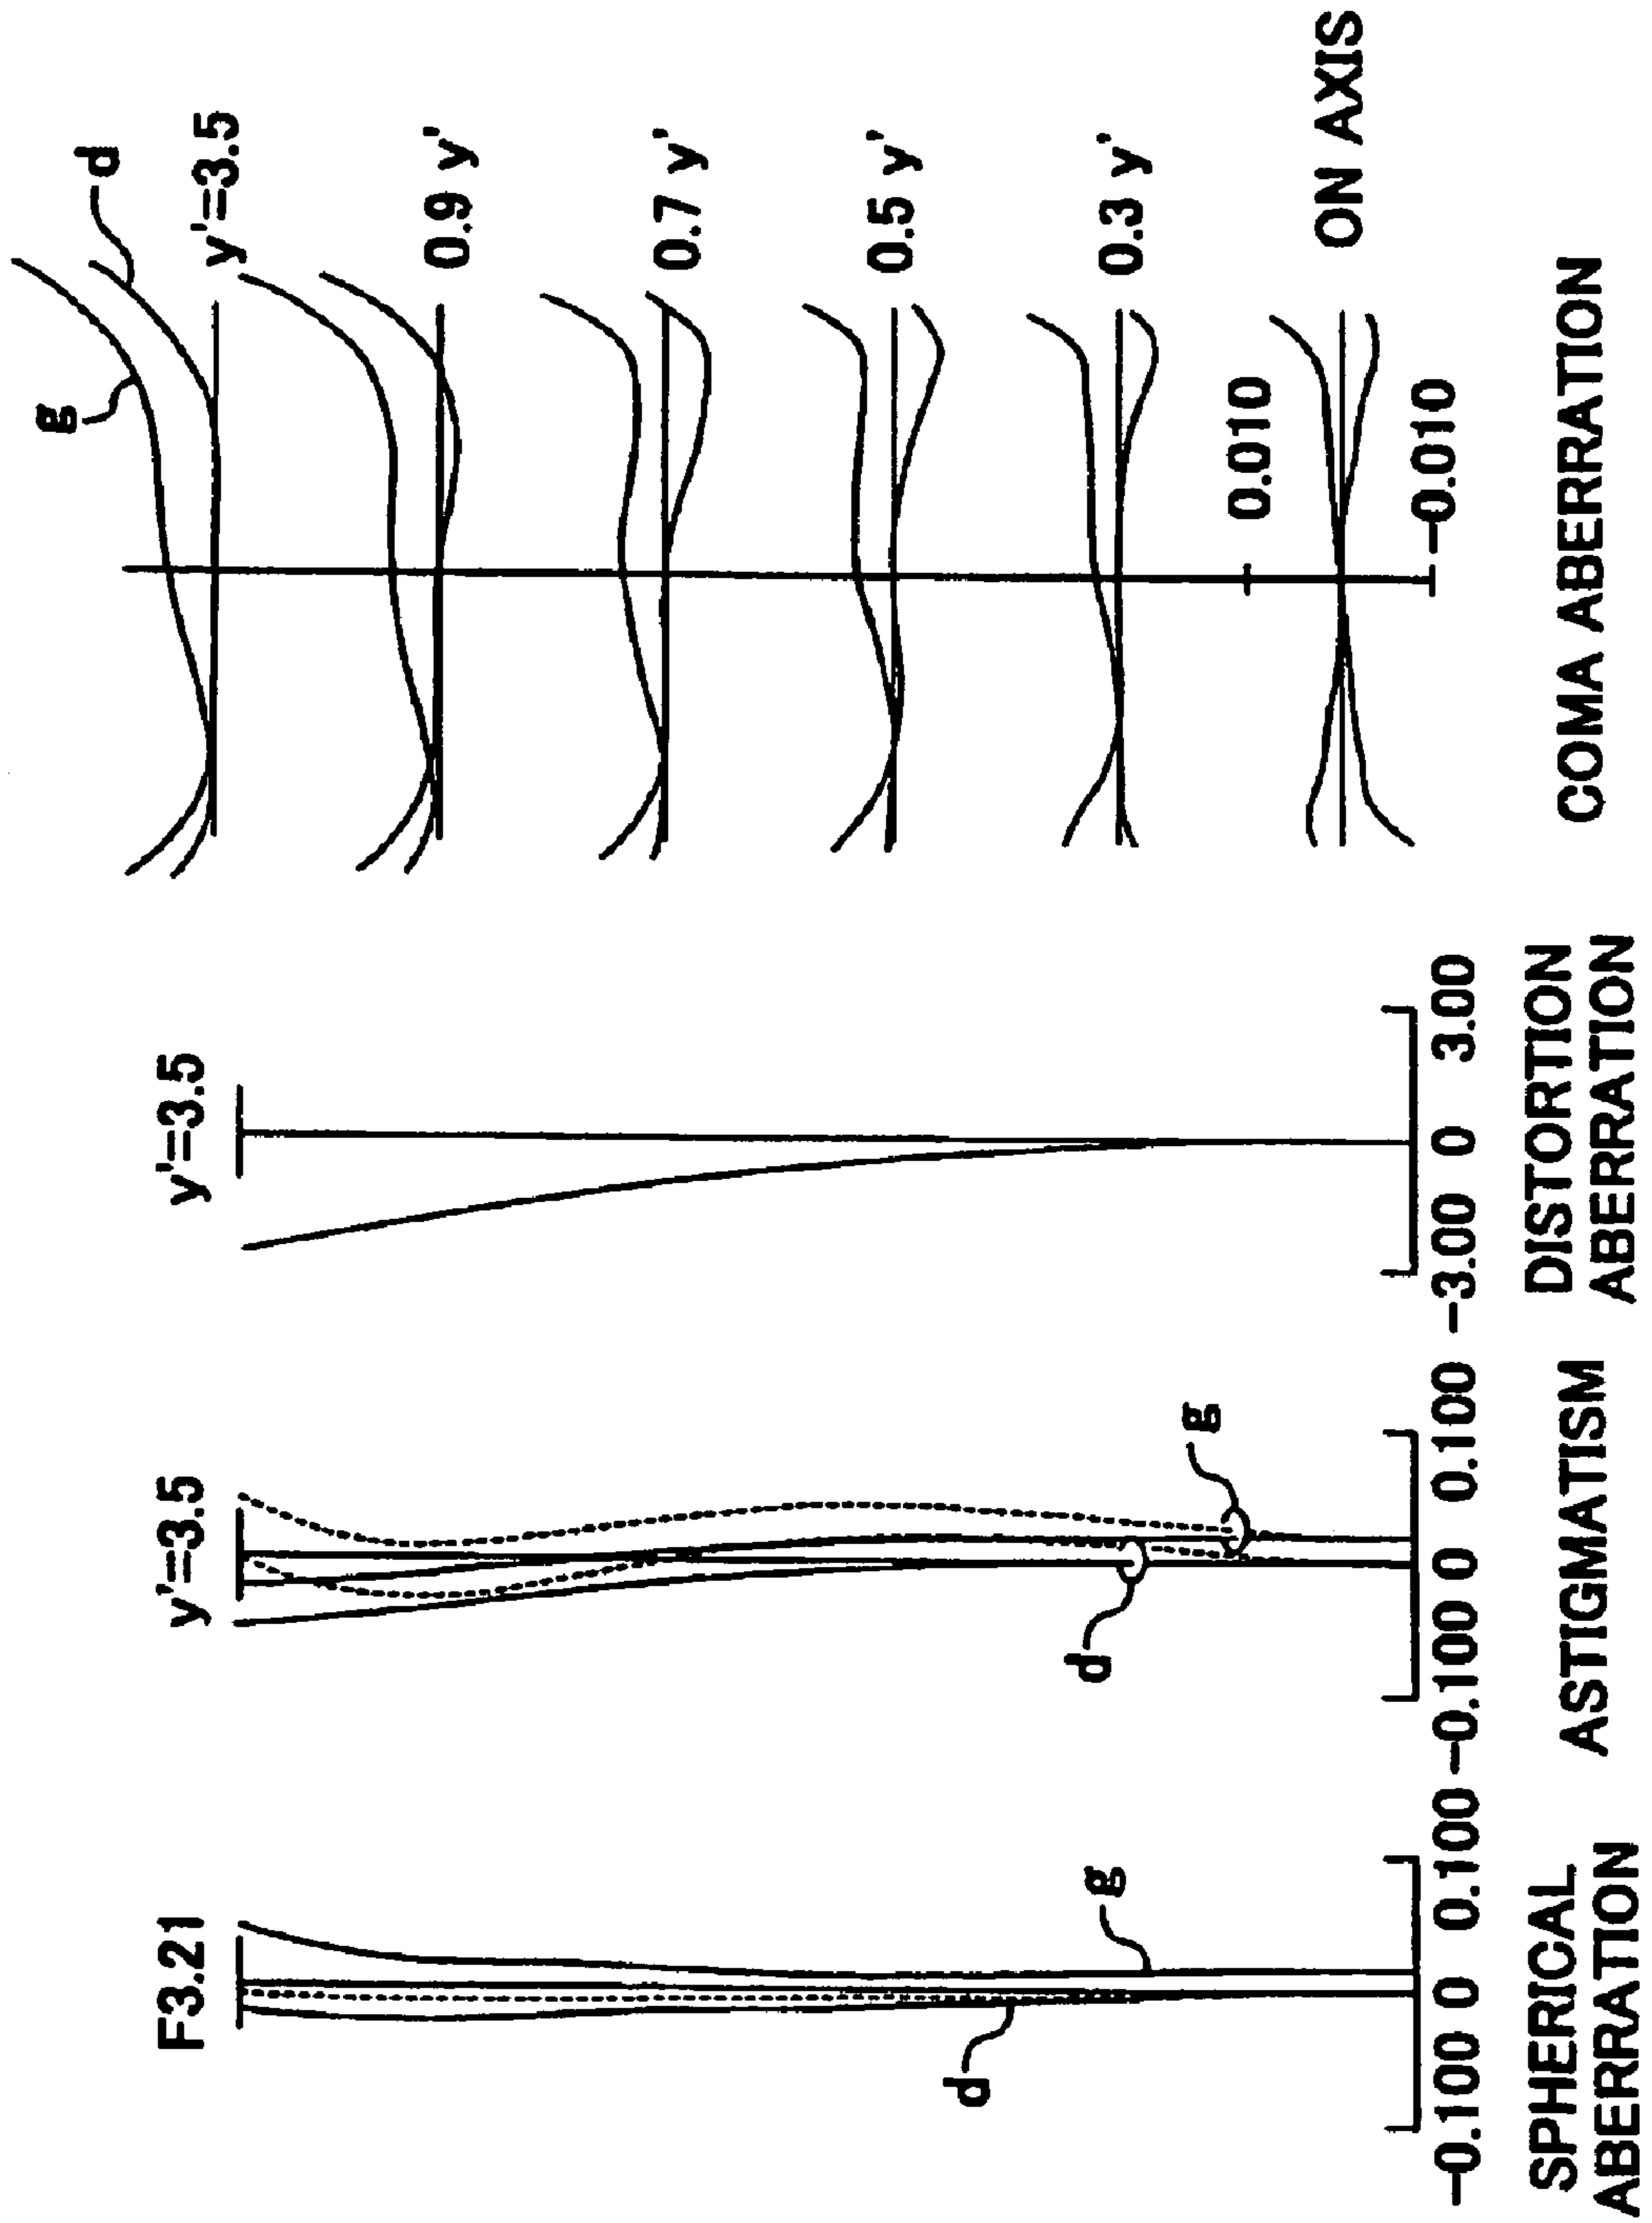 F3.21
g
d
−0.100 0 0.100
SPHERICAL
ABERRATION
y'=3.5
g
d
−0.100 0 0.100
ASTIGMATISM
y'=3.5
−3.00 0 3.00
DISTORTION
ABERRATION
g
d
y'=3.5
0.9 y'
0.7 y'
0.5 y'
0.3 y'
0.010
ON AXIS
−0.010
COMA ABERRATION